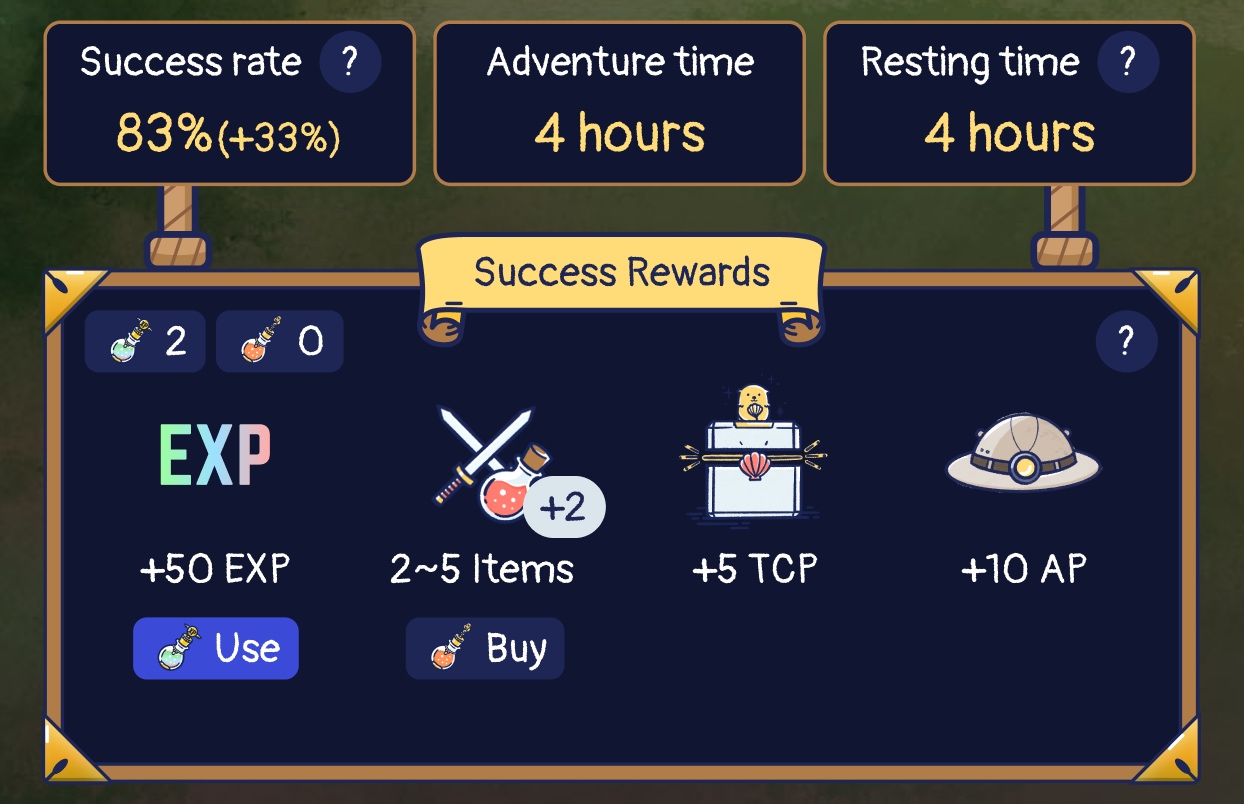 Success rate ?
Adventure time
Resting time ?
83%(+33%)
4 hours
4 hours
Success Rewards
2
0
?
EXP
+2
+50 EXP
2~5 Items
+5 TCP
+10 AP
Use
Buy